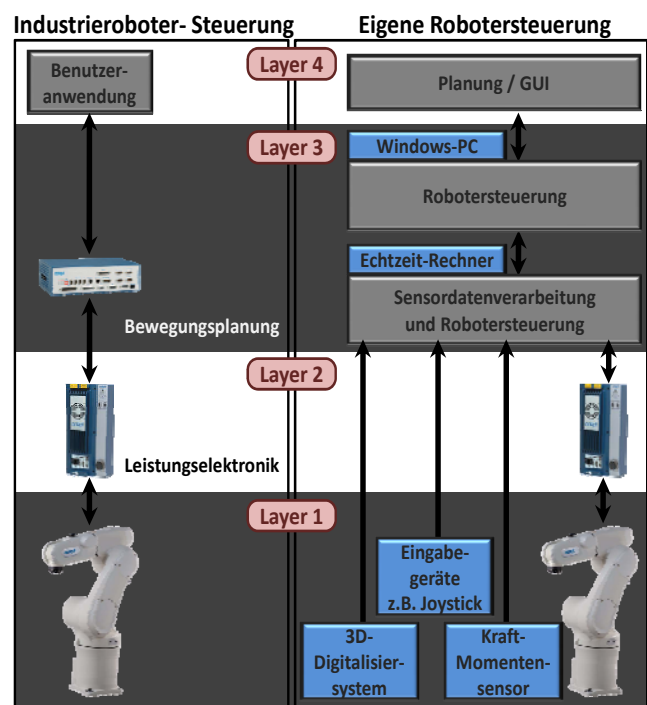 Industrieroboter- Steuerung
Eigene Robotersteuerung
Layer 4
Benutzer-
anwendung
Planung / GUI
Layer 3
Windows-PC
Robotersteuerung
Echtzeit-Rechner
Sensordatenverarbeitung
und Robotersteuerung
Bewegungsplanung
Layer 2
Leistungselektronik
Layer 1
Eingabe-
geräte
z.B. Joystick
3D-
Digitalisier-
system
Kraft-
Momenten-
sensor